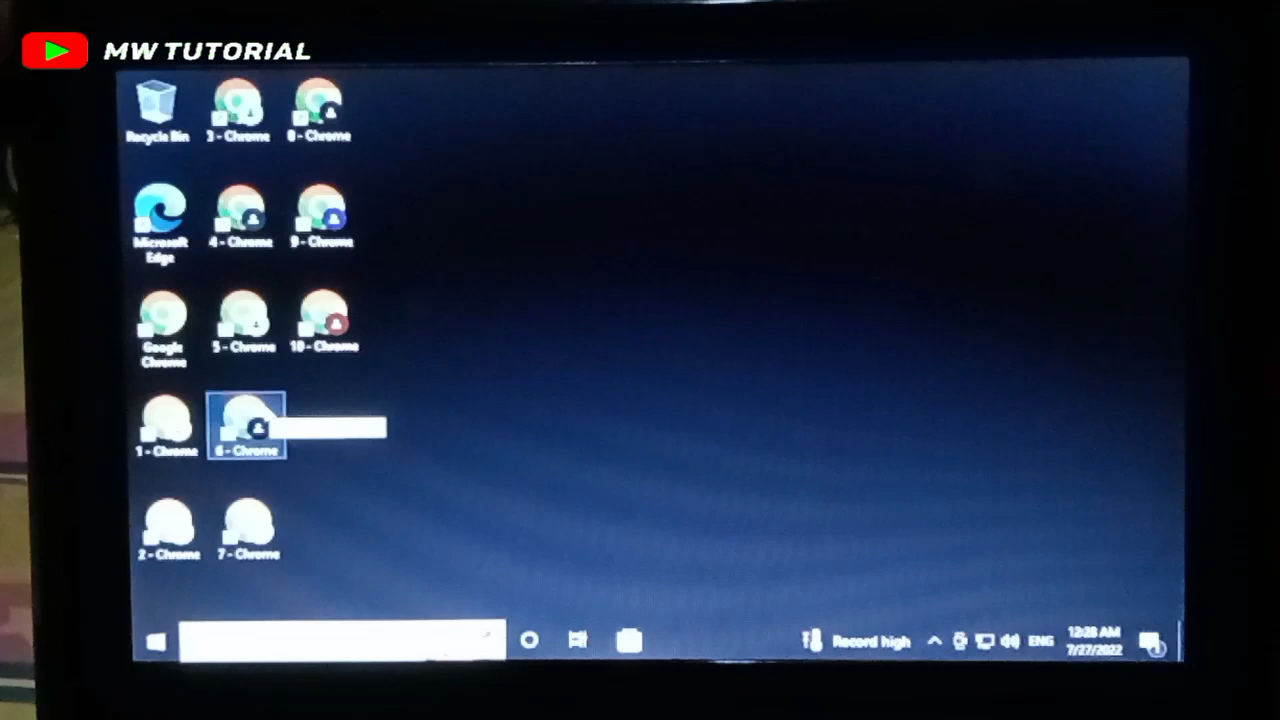 MW TUTORIAL
Recycle Bin
3 - Chrome
8 - Chrome
Microsoft
Edge
4 - Chrome
9 - Chrome
Google
Chrome
5 - Chrome
10 - Chrome
1 - Chrome
6 - Chrome
2 - Chrome
7 - Chrome
Record high
ENG
12:28 AM
7/27/2022
1